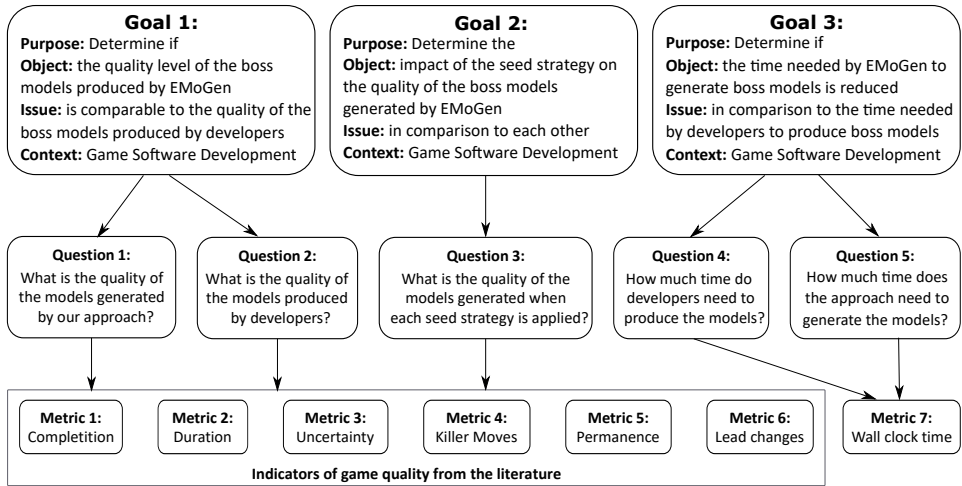 Goal 1:
Purpose: Determine if
Object: the quality level of the boss
models produced by EMoGen
Issue: is comparable to the quality of the
boss models produced by developers
Context: Game Software Development
Goal 2:
Purpose: Determine the
Object: impact of the seed strategy on
the quality of the boss models
generated by EMoGen
Issue: in comparison to each other
Context: Game Software Development
Goal 3:
Purpose: Determine if
Object: the time needed by EMoGen to
generate boss models is reduced
Issue: in comparison to the time needed
by developers to produce boss models
Context: Game Software Development
Question 1:
What is the quality of
the models generated
by our approach?
Question 2:
What is the quality of
the models produced
by developers?
Question 3:
What is the quality of the
models generated when
each seed strategy is applied?
Question 4:
How much time do
developers need to
produce the models?
Question 5:
How much time does
the approach need to
generate the models?
Metric 1:
Completition
Metric 2:
Duration
Metric 3:
Uncertainty
Metric 4:
Killer Moves
Metric 5:
Permanence
Metric 6:
Lead changes
Metric 7:
Wall clock time
Indicators of game quality from the literature